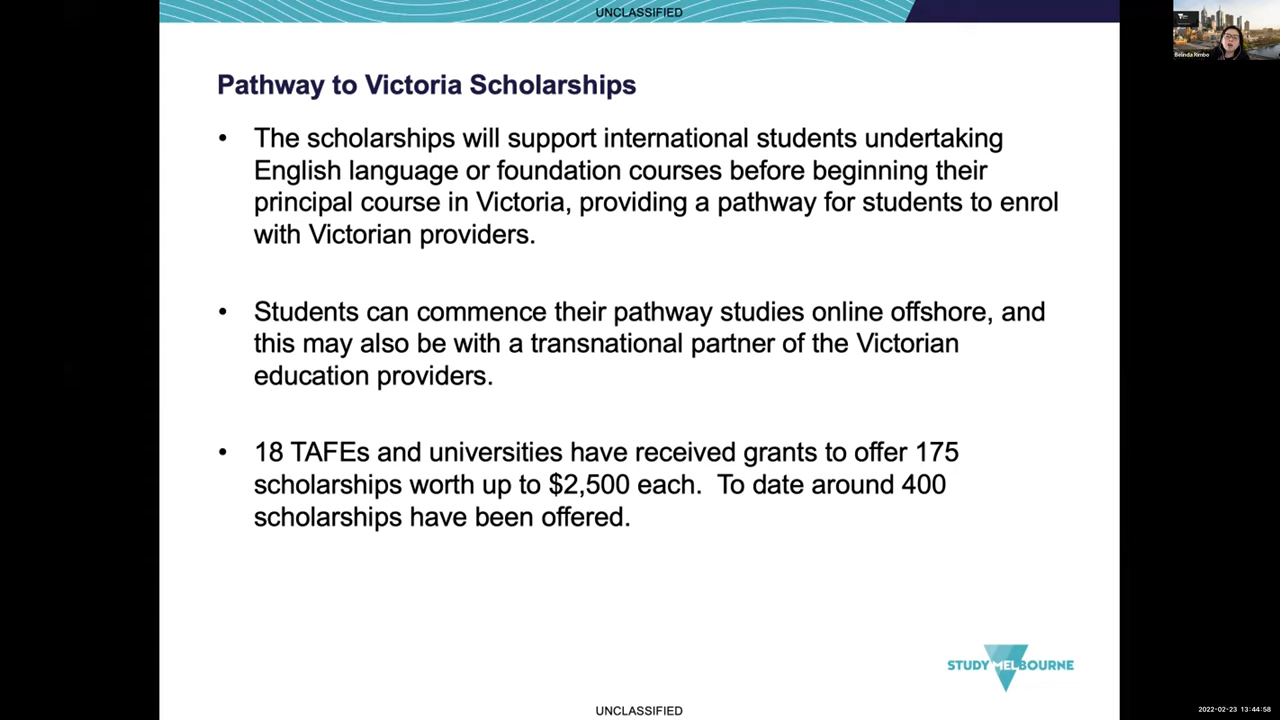 UNCLASSIFIED
Pathway to Victoria Scholarships
• The scholarships will support international students undertaking
English language or foundation courses before beginning their
principal course in Victoria, providing a pathway for students to enrol
with Victorian providers.
• Students can commence their pathway studies online offshore, and
this may also be with a transnational partner of the Victorian
education providers.
• 18 TAFEs and universities have received grants to offer 175
scholarships worth up to $2,500 each.  To date around 400
scholarships have been offered.
STUDY MELBOURNE
UNCLASSIFIED
Belinda Rimbo
2022-02-23 13:44:58